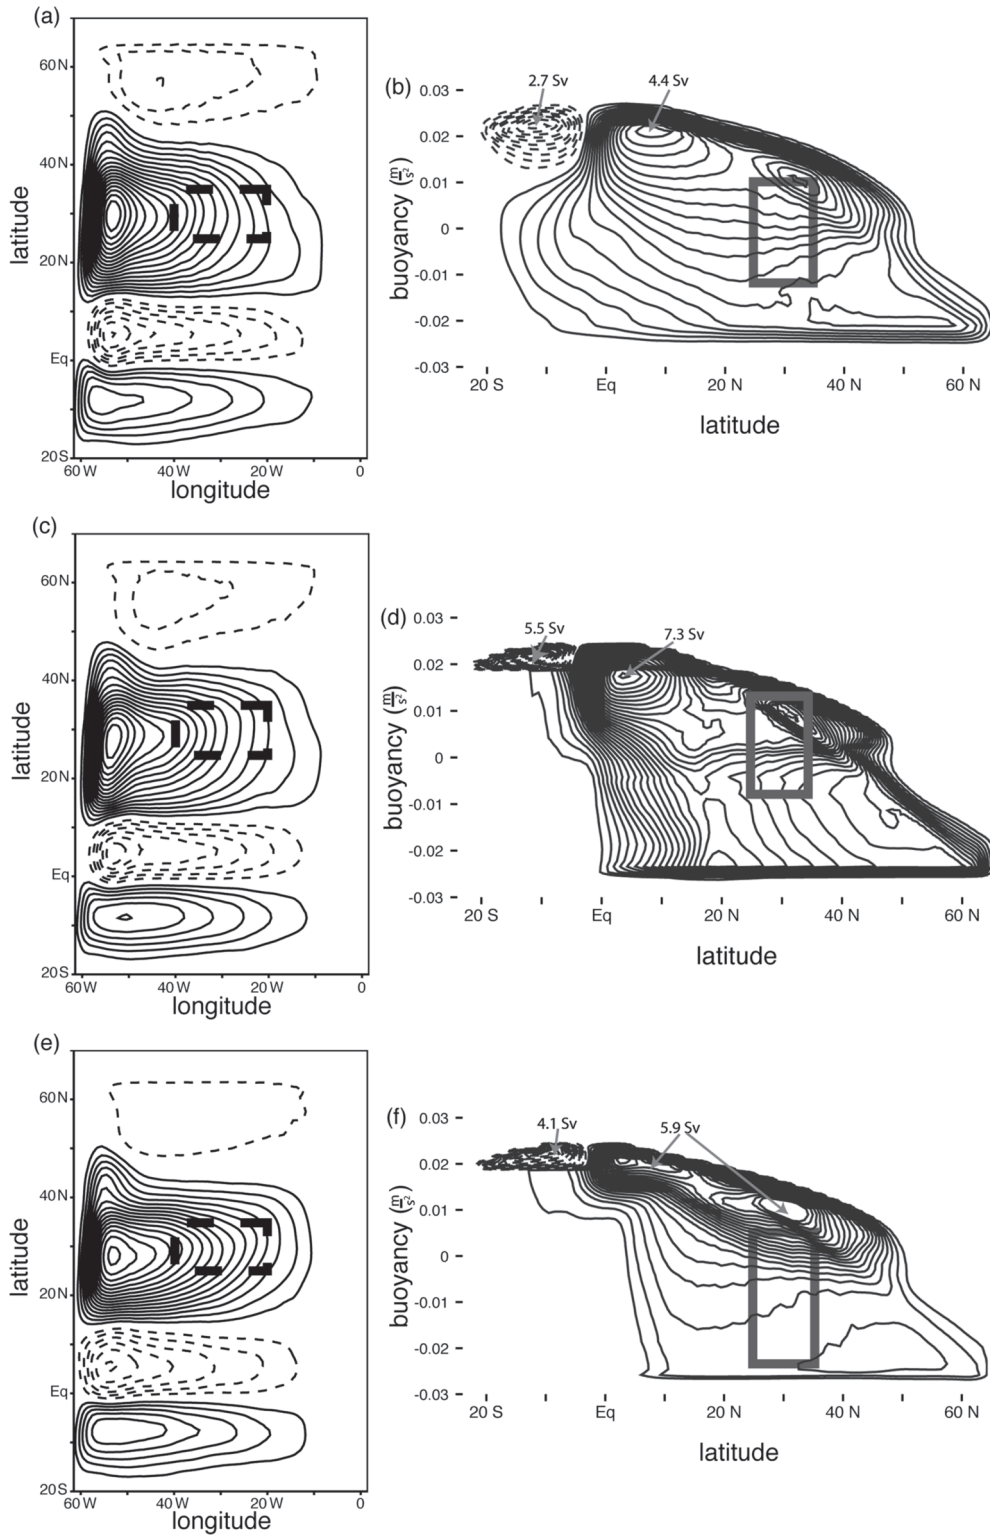 (a)
60N
40N
20N
Eq
20S
60W
40W
20W
0
latitude
longitude
(b)
2.7 Sv
4.4 Sv
0.03
0.02
0.01
0
-0.01
-0.02
-0.03
buoyancy (m/s²)
20 S
Eq
20 N
40 N
60 N
latitude
(c)
60N
40N
20N
Eq
20S
60W
40W
20W
0
latitude
longitude
(d)
5.5 Sv
7.3 Sv
0.03
0.02
0.01
0
-0.01
-0.02
-0.03
buoyancy (m/s²)
20 S
Eq
20 N
40 N
60 N
latitude
(e)
60N
40N
20N
Eq
20S
60W
40W
20W
0
latitude
longitude
(f)
4.1 Sv
5.9 Sv
0.03
0.02
0.01
0
-0.01
-0.02
-0.03
buoyancy (m/s²)
20 S
Eq
20 N
40 N
60 N
latitude